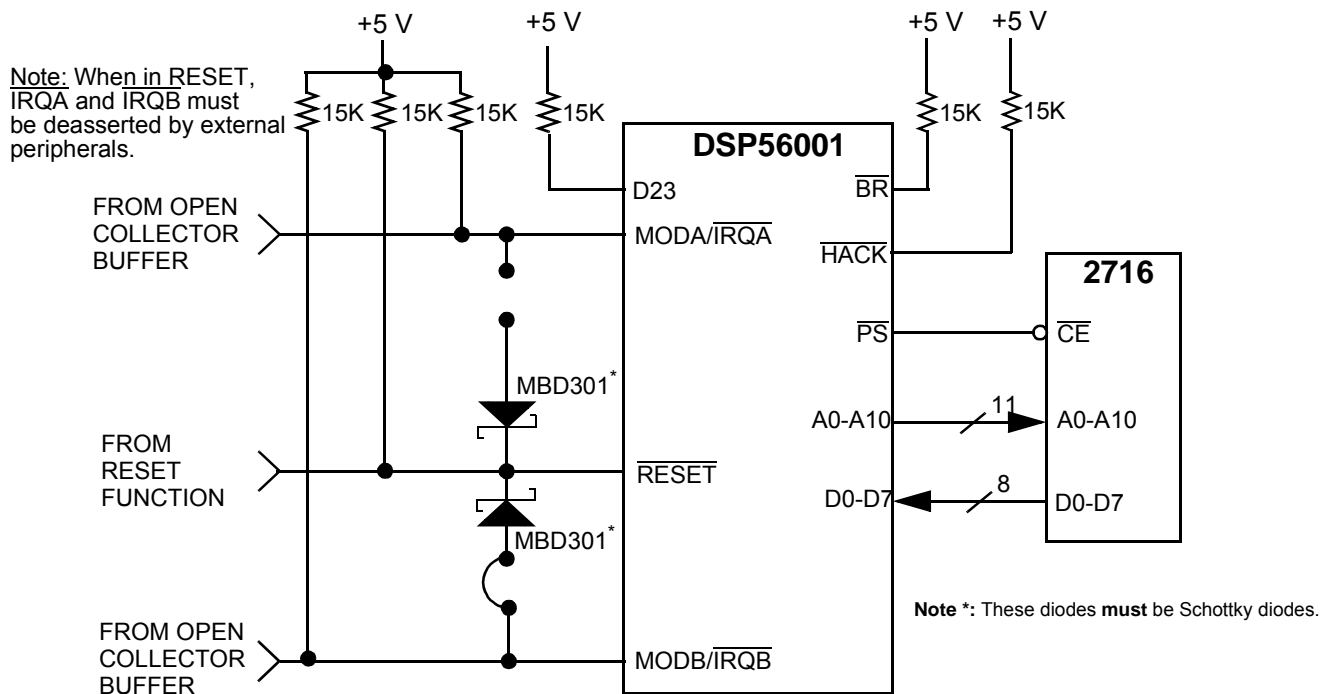 +5 V
+5 V
+5 V
+5 V
Note: When in RESET,
IRQA and IRQB must
be deasserted by external
peripherals.
15K
15K
15K
15K
15K
15K
DSP56001
D23
BR
FROM OPEN
COLLECTOR
BUFFER
MODA/IRQA
HACK
2716
PS
CE
MBD301*
A0-A10
11
A0-A10
FROM
RESET
FUNCTION
RESET
D0-D7
8
D0-D7
MBD301*
Note *: These diodes must be Schottky diodes.
FROM OPEN
COLLECTOR
BUFFER
MODB/IRQB